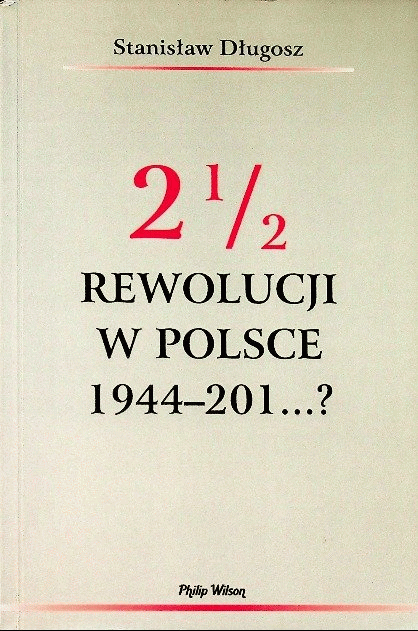 Stanisław Długosz
2 1/2
REWOLUCJI
W POLSCE
1944–201...?
Philip Wilson